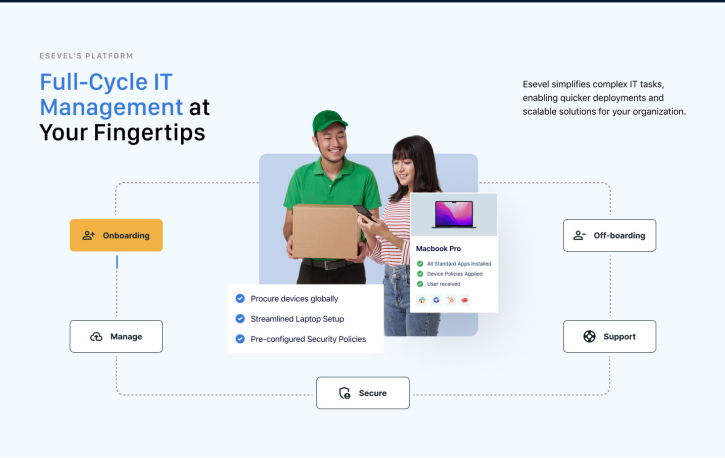 ESEVEL'S PLATFORM
Full-Cycle IT
Management at
Your Fingertips
Esevel simplifies complex IT tasks,
enabling quicker deployments and
scalable solutions for your organization.
Onboarding
Off-boarding
Macbook Pro
All Standard Apps Installed
Device Policies Applied
User received
Procure devices globally
Streamlined Laptop Setup
Pre-configured Security Policies
Manage
Support
Secure